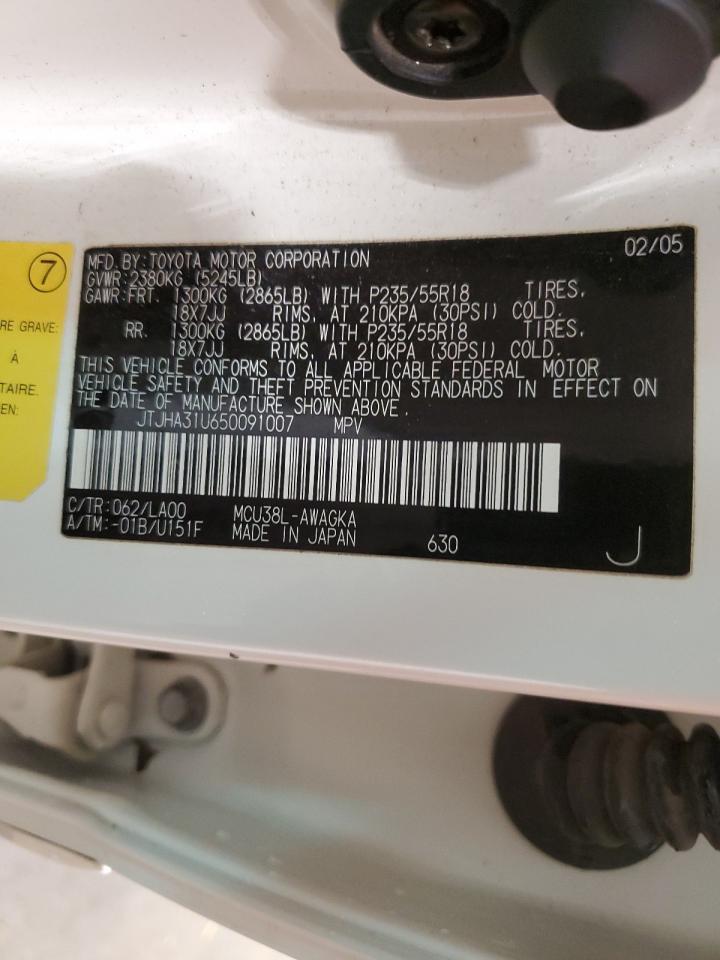 MFD.BY:TOYOTA MOTOR CORPORATION 02/05
GVWR:2380KG (5245LB)
GAWR:FRT. 1300KG (2865LB) WITH P235/55R18 TIRES,
18X7JJ RIMS, AT 210KPA (30PSI) COLD.
RR. 1300KG (2865LB) WITH P235/55R18 TIRES,
18X7JJ RIMS, AT 210KPA (30PSI) COLD.
THIS VEHICLE CONFORMS TO ALL APPLICABLE FEDERAL MOTOR
VEHICLE SAFETY AND THEFT PREVENTION STANDARDS IN EFFECT ON
THE DATE OF MANUFACTURE SHOWN ABOVE.
JTJHA31U650091007 MPV
C/TR:062/LA00 MCU38L-AWAGKA
A/TM:-01B/U151F MADE IN JAPAN 630 J
7
RE GRAVE:
À
TAIRE.
EN: